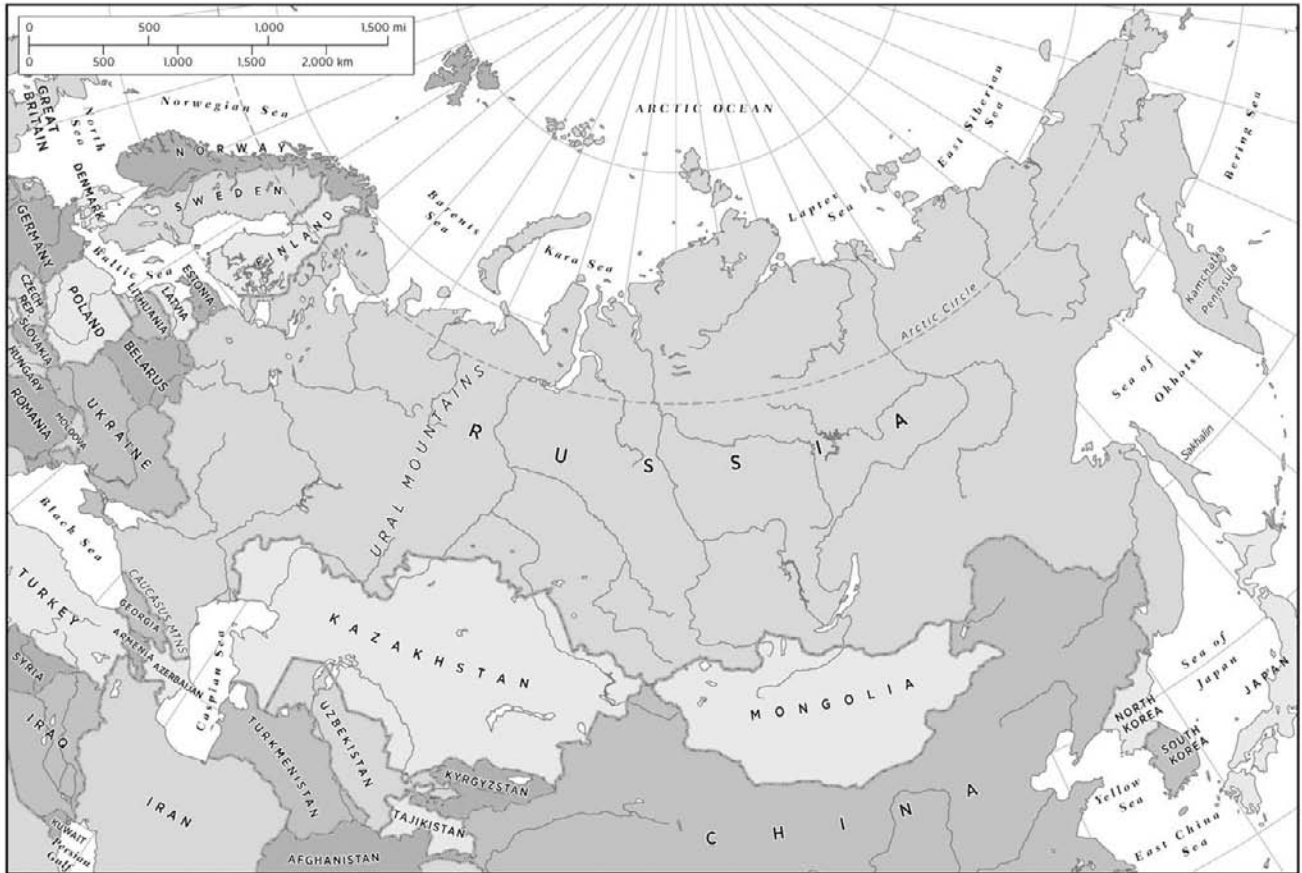 0 500 1,000 1,500 mi
0 500 1,000 1,500 2,000 km
GREAT
BRITAIN
North
Sea
Norwegian Sea
ARCTIC OCEAN
East Siberian
Sea
Bering Sea
NORWAY
DENMARK
SWEDEN
Barents
Sea
Laptev
Sea
GERMANY
FINLAND
Kara Sea
Baltic Sea
ESTONIA
Kamchatka
Peninsula
CZECH
REP.
POLAND
LITHUANIA
LATVIA
Arctic Circle
SLOVAKIA
HUNGARY
BELARUS
Sea of
Okhotsk
ROMANIA
MOLDOVA
UKRAINE
URAL MOUNTAINS
RUSSIA
Sakhalin
Black Sea
TURKEY
CAUCASUS MTNS
GEORGIA
ARMENIA
AZERBAIJAN
Caspian Sea
KAZAKHSTAN
MONGOLIA
Sea of
Japan
JAPAN
SYRIA
IRAQ
UZBEKISTAN
TURKMENISTAN
NORTH
KOREA
SOUTH
KOREA
KYRGYZSTAN
IRAN
TAJIKISTAN
CHINA
Yellow
Sea
KUWAIT
Persian
Gulf
AFGHANISTAN
East China
Sea